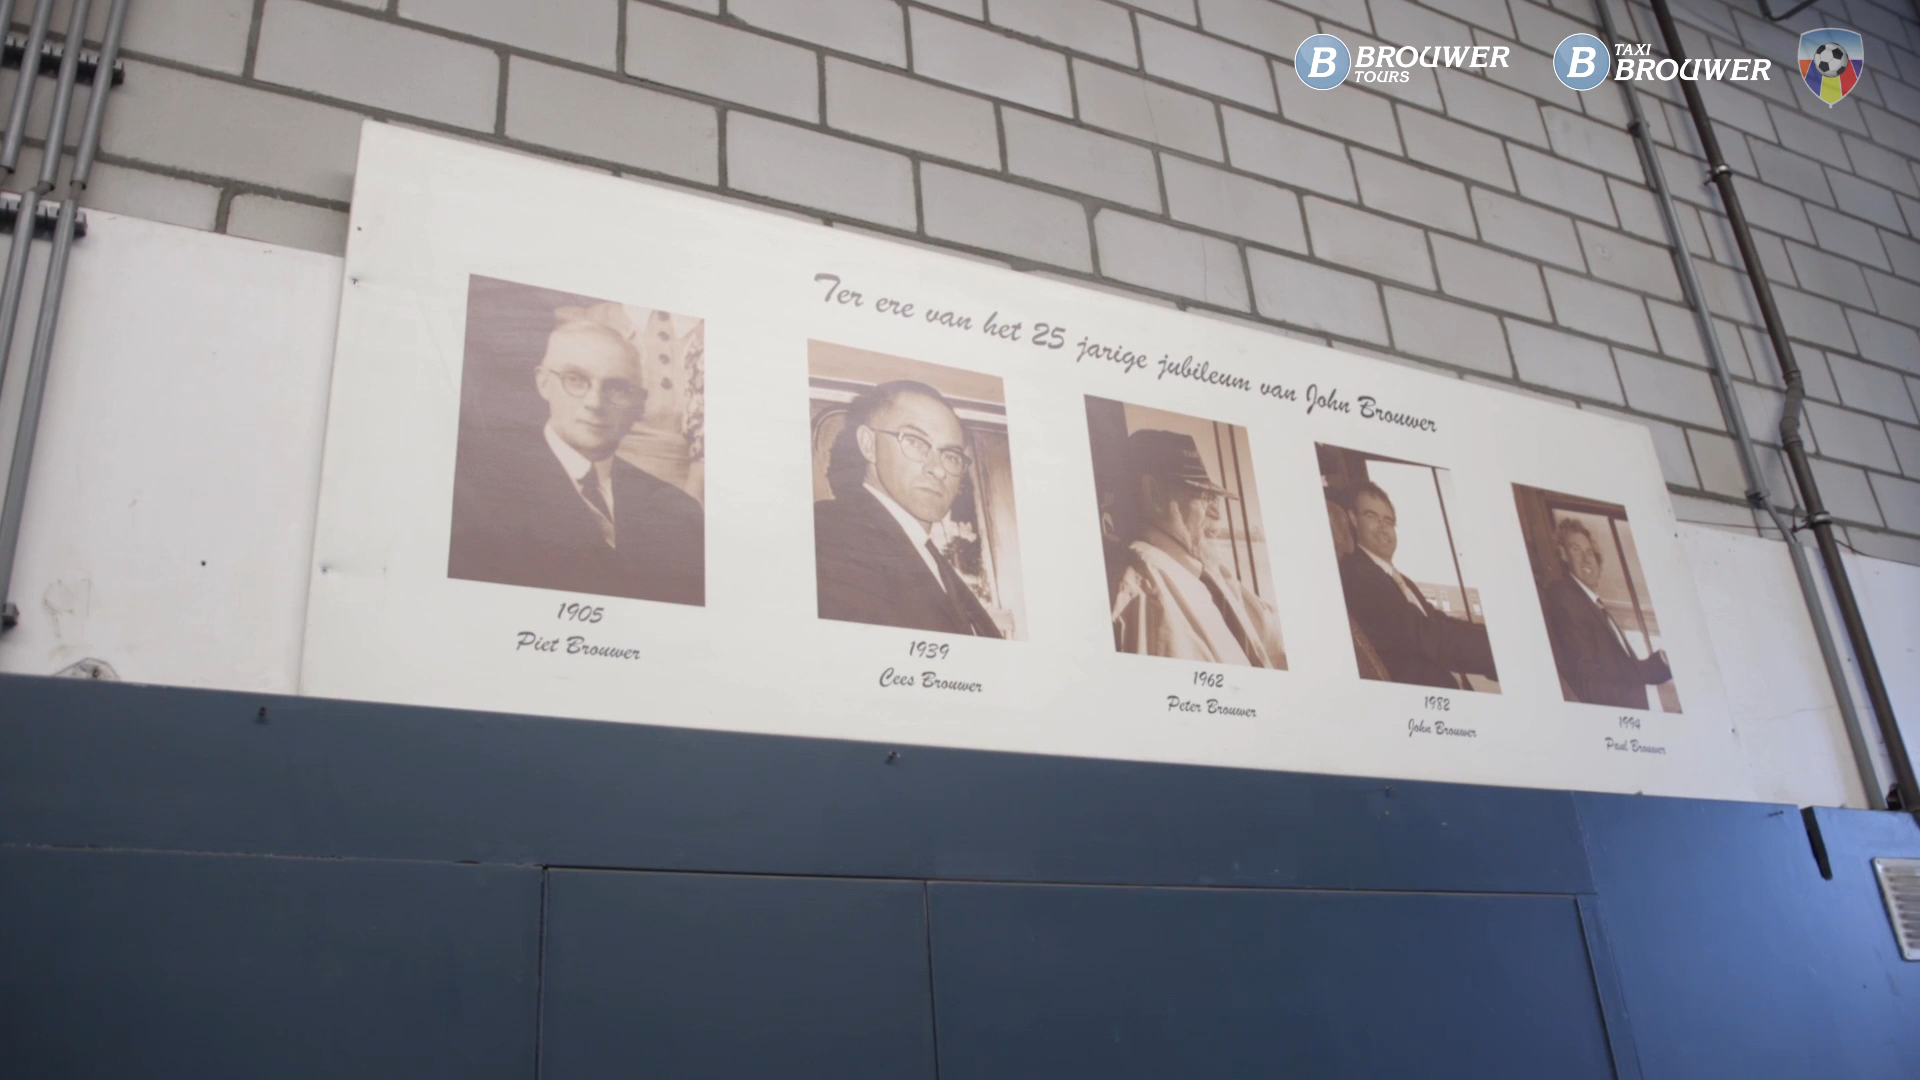 B BROUWER
TOURS
B TAXI
BROUWER
Ter ere van het 25 jarige jubileum van John Brouwer
1905
Piet Brouwer
1939
Cees Brouwer
1962
Peter Brouwer
1982
John Brouwer
1994
Paul Brouwer